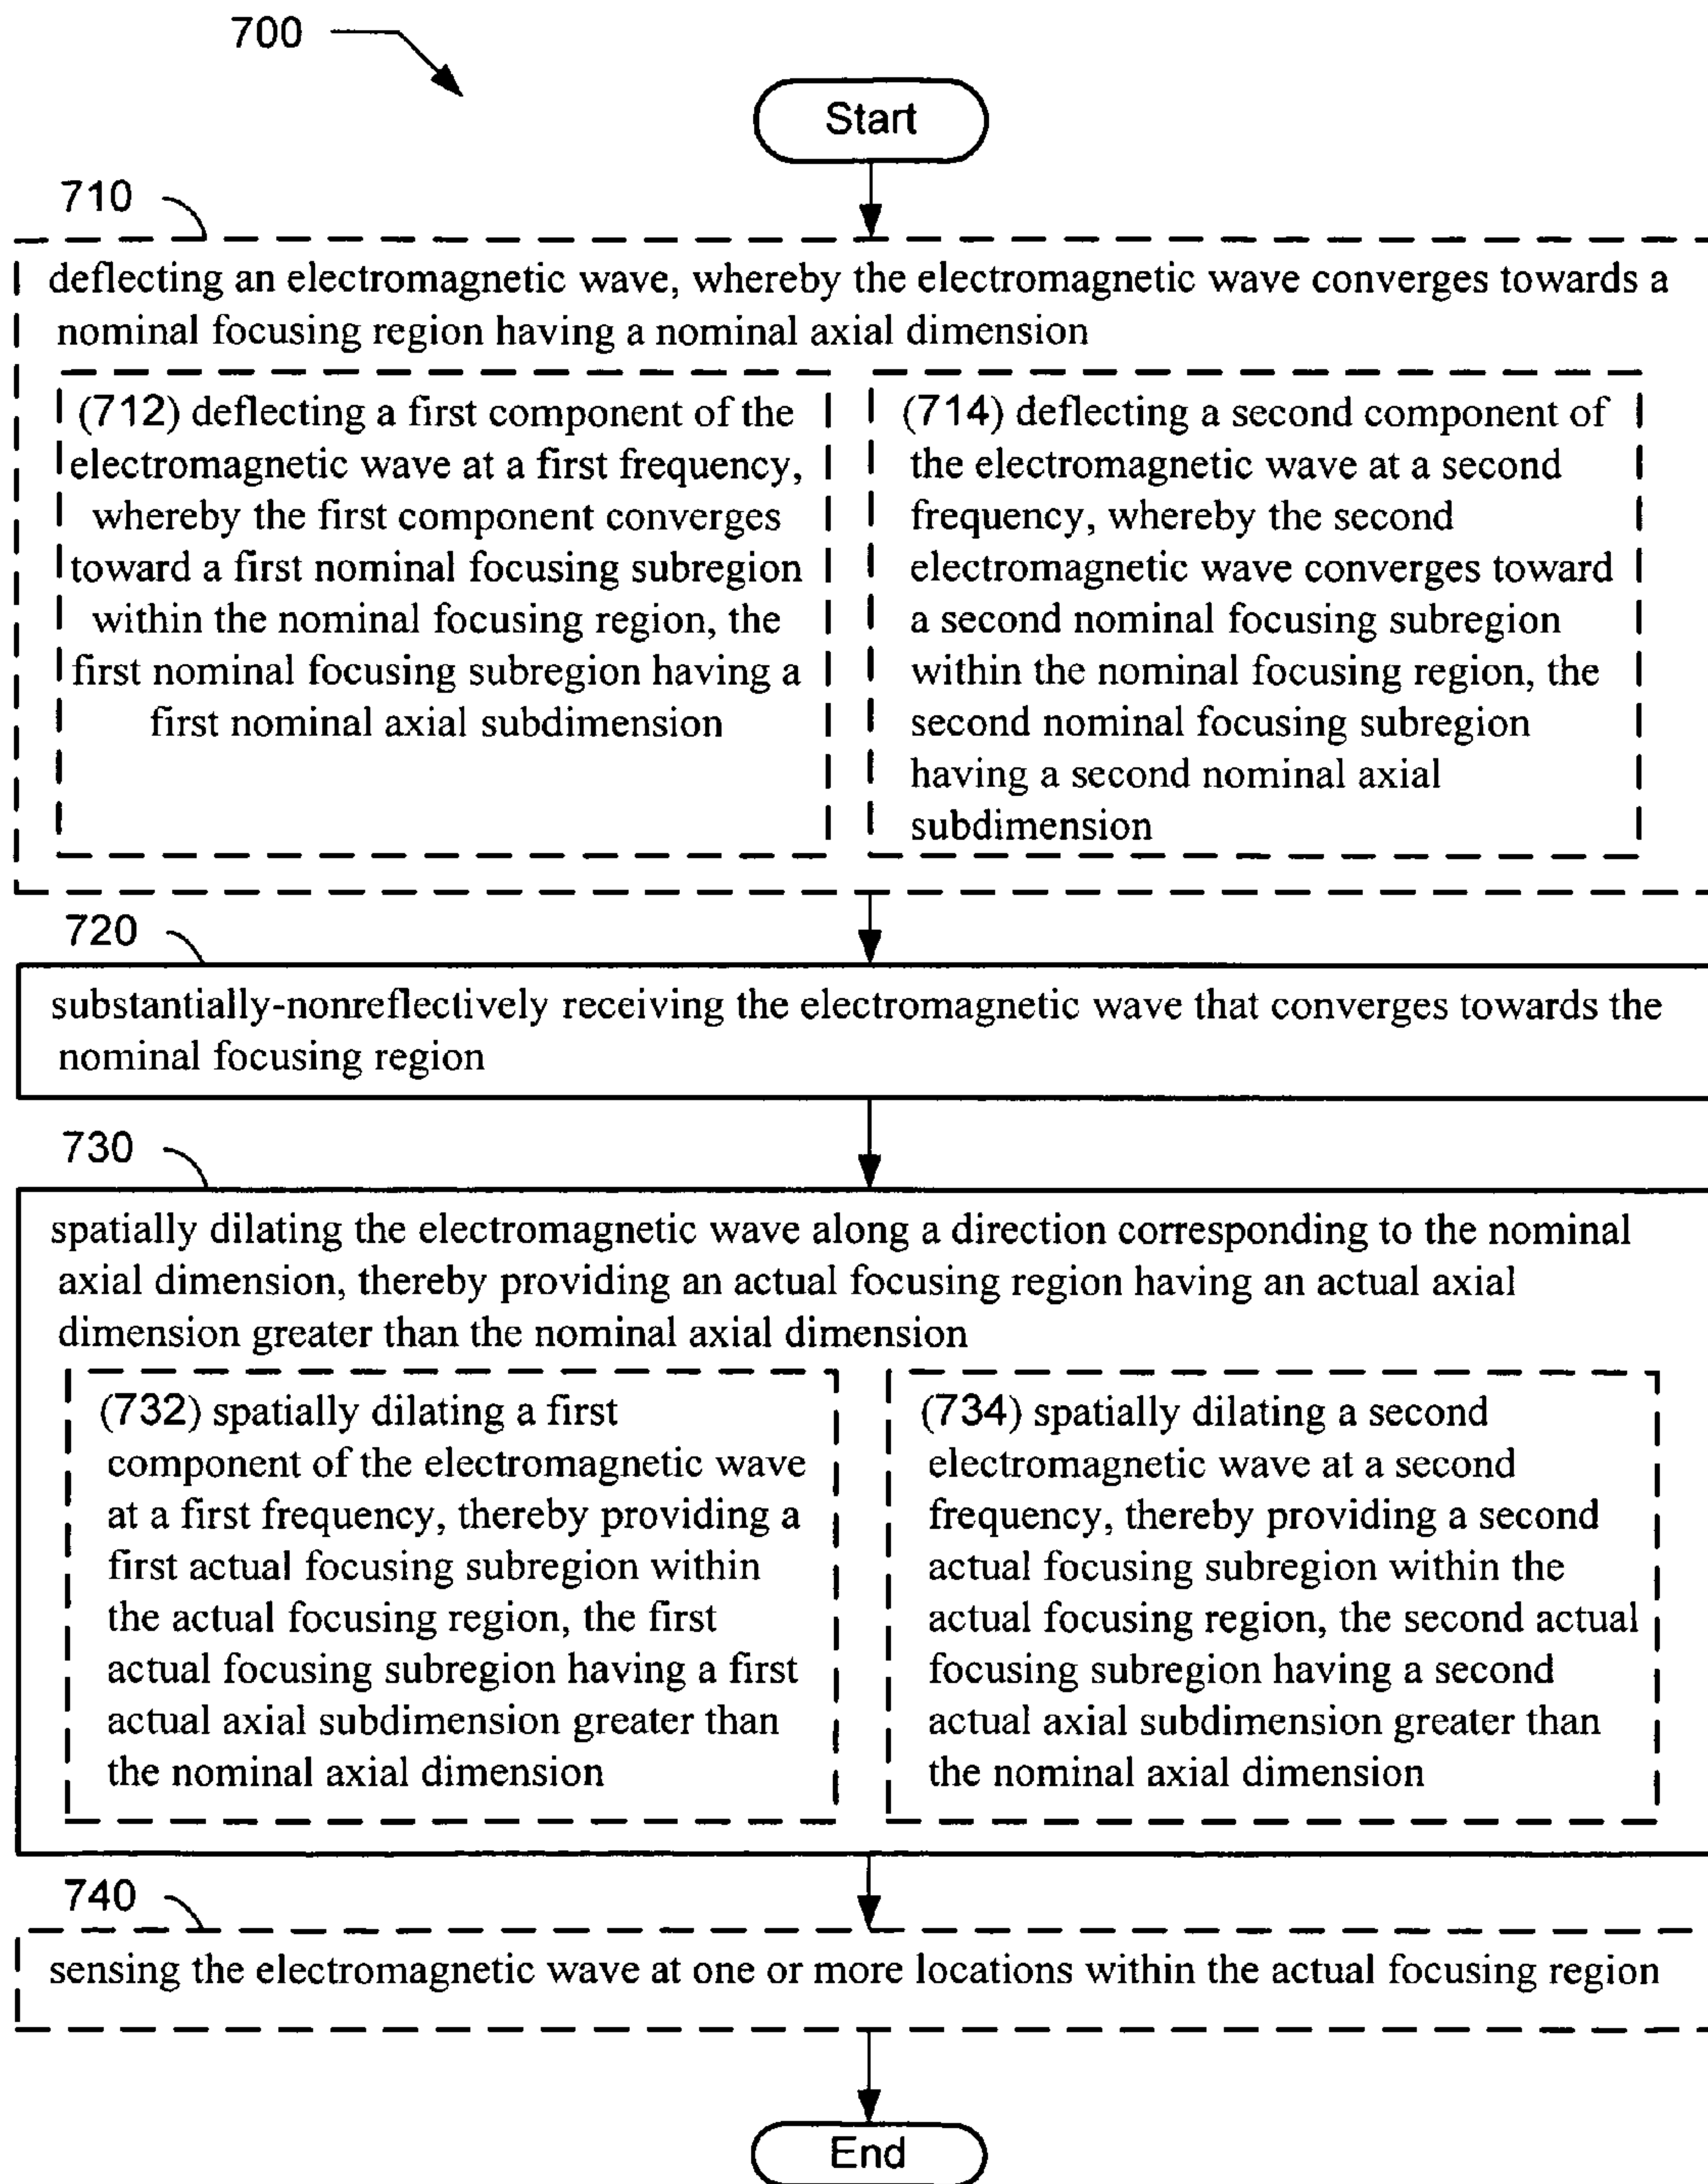 700
Start
710
deflecting an electromagnetic wave, whereby the electromagnetic wave converges towards a
nominal focusing region having a nominal axial dimension
(712) deflecting a first component of the
electromagnetic wave at a first frequency,
whereby the first component converges
toward a first nominal focusing subregion
within the nominal focusing region, the
first nominal focusing subregion having a
first nominal axial subdimension
(714) deflecting a second component of
the electromagnetic wave at a second
frequency, whereby the second
electromagnetic wave converges toward
a second nominal focusing subregion
within the nominal focusing region, the
second nominal focusing subregion
having a second nominal axial
subdimension
720
substantially-nonreflectively receiving the electromagnetic wave that converges towards the
nominal focusing region
730
spatially dilating the electromagnetic wave along a direction corresponding to the nominal
axial dimension, thereby providing an actual focusing region having an actual axial
dimension greater than the nominal axial dimension
(732) spatially dilating a first
component of the electromagnetic wave
at a first frequency, thereby providing a
first actual focusing subregion within
the actual focusing region, the first
actual focusing subregion having a first
actual axial subdimension greater than
the nominal axial dimension
(734) spatially dilating a second
electromagnetic wave at a second
frequency, thereby providing a second
actual focusing subregion within the
actual focusing region, the second actual
focusing subregion having a second
actual axial subdimension greater than
the nominal axial dimension
740
sensing the electromagnetic wave at one or more locations within the actual focusing region
End